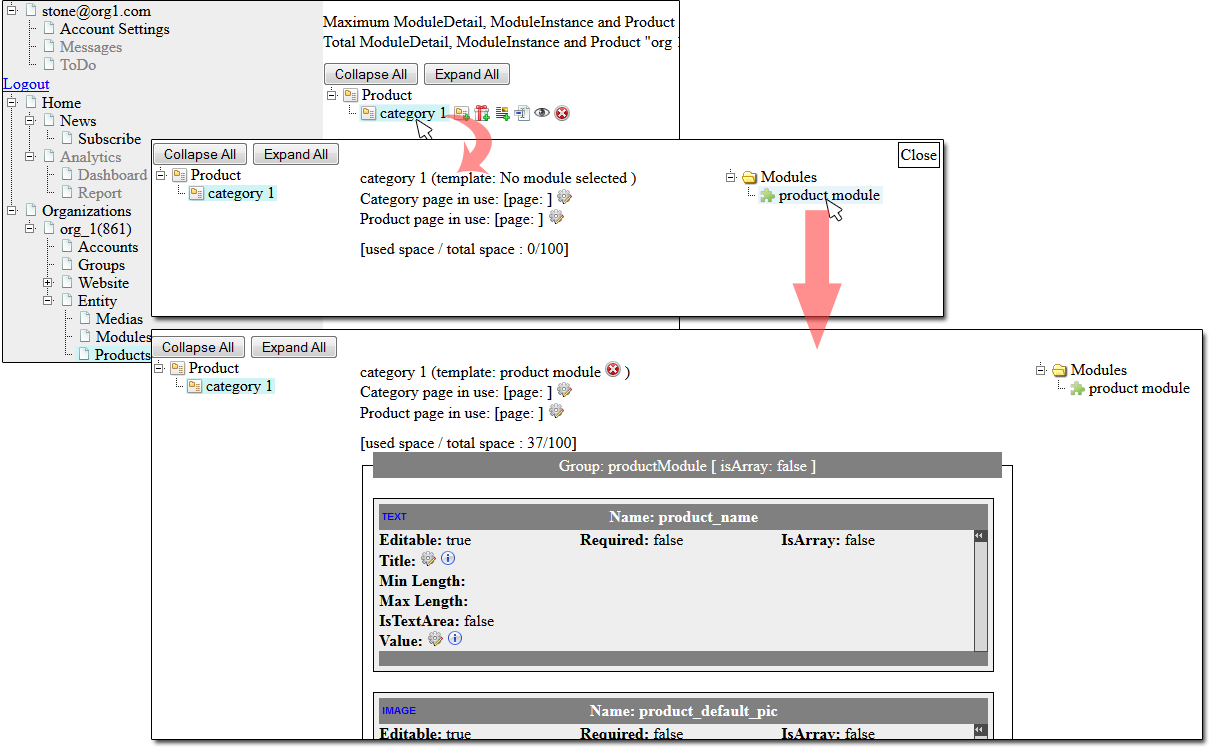 stone@org1.com
Account Settings
Messages
ToDo
Logout
Home
News
Subscribe
Analytics
Dashboard
Report
Organizations
org_1(861)
Accounts
Groups
Website
Entity
Medias
Modules
Products
Maximum ModuleDetail, ModuleInstance and Product
Total ModuleDetail, ModuleInstance and Product "org
Collapse All Expand All
Product
category 1
Collapse All Expand All
Close
Product
category 1
category 1 (template: No module selected )
Category page in use: [page: ]
Product page in use: [page: ]
[used space / total space : 0/100]
Modules
product module
Collapse All Expand All
Product
category 1
category 1 (template: product module )
Category page in use: [page: ]
Product page in use: [page: ]
[used space / total space : 37/100]
Modules
product module
Group: productModule [ isArray: false ]
TEXT Name: product_name
Editable: true Required: false IsArray: false
Title:
Min Length:
Max Length:
IsTextArea: false
Value:
IMAGE Name: product_default_pic
Editable: true Required: false IsArray: false